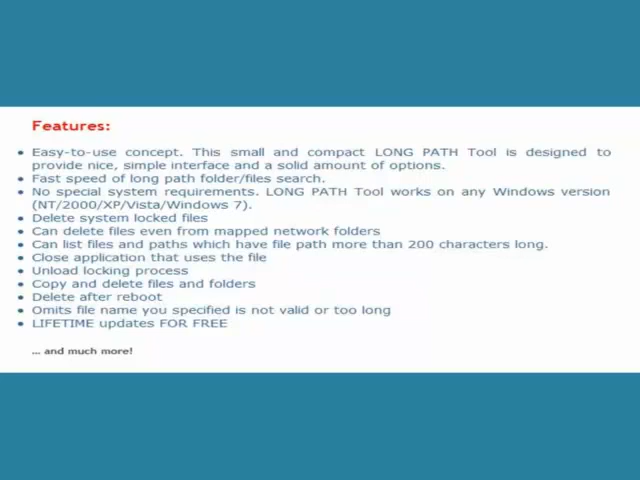 Features:
• Easy-to-use concept. This small and compact LONG PATH Tool is designed to
provide nice, simple interface and a solid amount of options.
• Fast speed of long path folder/files search.
• No special system requirements. LONG PATH Tool works on any Windows version
(NT/2000/XP/Vista/Windows 7).
• Delete system locked files
• Can delete files even from mapped network folders
• Can list files and paths which have file path more than 200 characters long.
• Close application that uses the file
• Unload locking process
• Copy and delete files and folders
• Delete after reboot
• Omits file name you specified is not valid or too long
• LIFETIME updates FOR FREE
... and much more!